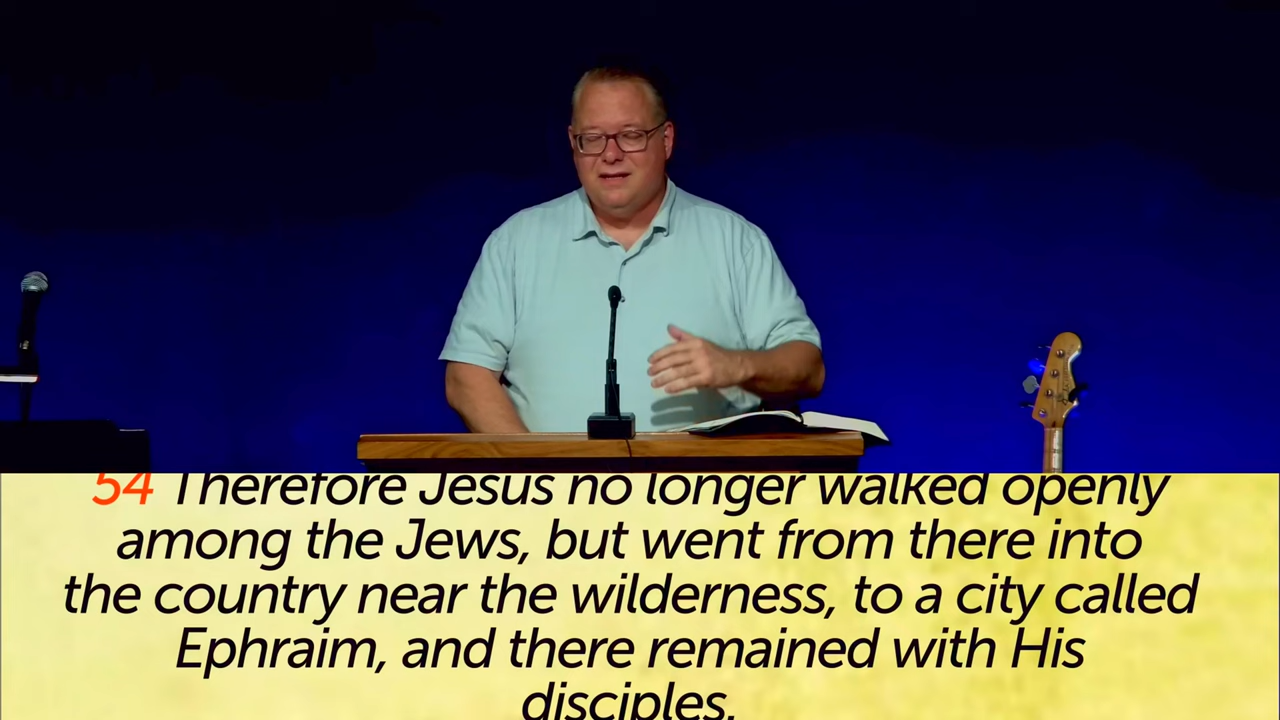 54 Therefore Jesus no longer walked openly
among the Jews, but went from there into
the country near the wilderness, to a city called
Ephraim, and there remained with His
disciples.